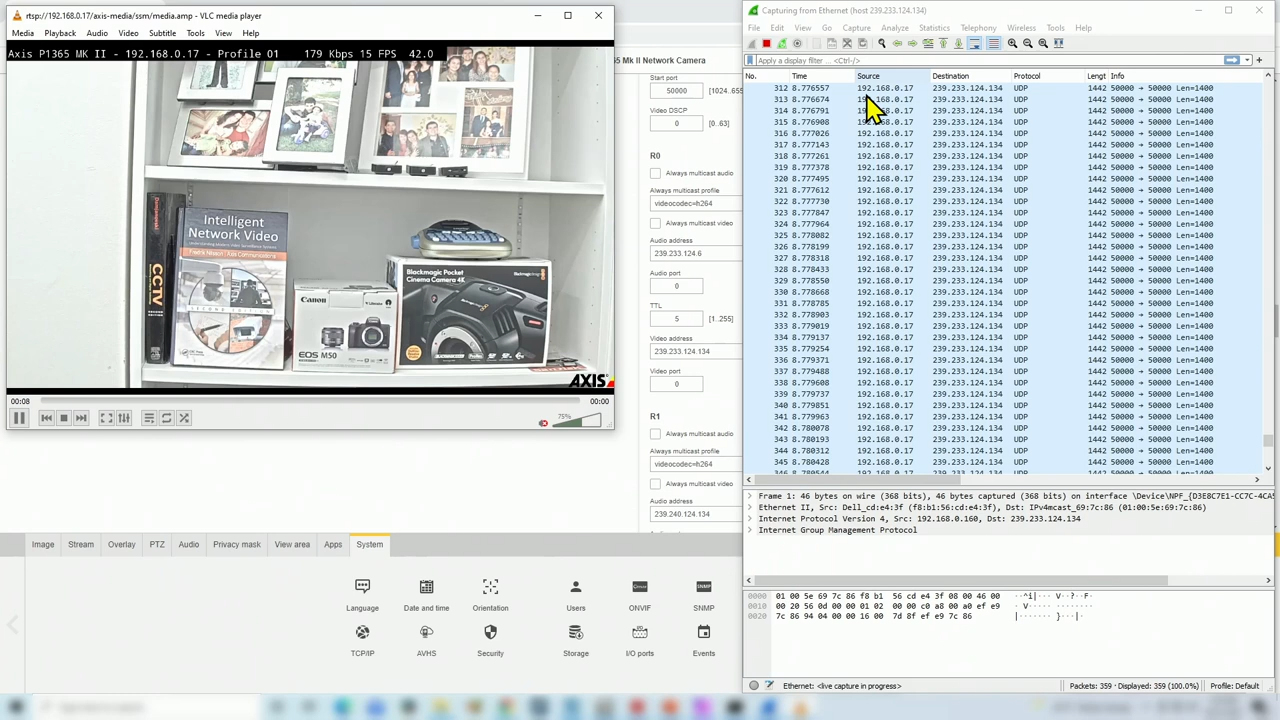 rtsp://192.168.0.17/axis-media/ssm/media.amp - VLC media player
Media Playback Audio Video Subtitle Tools View Help
Axis P1365 MK II - 192.168.0.17 - Profile 01 179 Kbps 15 FPS 42.0
Intelligent
Network Video
Fredrik Nilsson | Axis Communications
SECOND EDITION
CCTV
Canon
EOS M50
Blackmagic Pocket
Cinema Camera 4K
AXIS
00:08 00:00
75%
5 Mk II Network Camera
Start port
50000 [1024..655
Video DSCP
0 [0..63]
R0
Always multicast audio
Always multicast profile
videocodec=h264
Always multicast video
Audio address
239.233.124.6
Audio port
0
TTL
5 [1..255]
Video address
239.233.124.134
Video port
0
R1
Always multicast audio
Always multicast profile
videocodec=h264
Always multicast video
Audio address
239.240.124.134
Image Stream Overlay PTZ Audio Privacy mask View area Apps System
Language Date and time Orientation Users ONVIF SNMP
TCP/IP AVHS Security Storage I/O ports Events
Capturing from Ethernet (host 239.233.124.134)
File Edit View Go Capture Analyze Statistics Telephony Wireless Tools Help
Apply a display filter ... <Ctrl-/>
No. Time Source Destination Protocol Lengt Info
312 8.776557 192.168.0.17 239.233.124.134 UDP 1442 50000 → 50000 Len=1400
313 8.776674 192.168.0.17 239.233.124.134 UDP 1442 50000 → 50000 Len=1400
314 8.776791 192.168.0.17 239.233.124.134 UDP 1442 50000 → 50000 Len=1400
315 8.776908 192.168.0.17 239.233.124.134 UDP 1442 50000 → 50000 Len=1400
316 8.777026 192.168.0.17 239.233.124.134 UDP 1442 50000 → 50000 Len=1400
317 8.777143 192.168.0.17 239.233.124.134 UDP 1442 50000 → 50000 Len=1400
318 8.777261 192.168.0.17 239.233.124.134 UDP 1442 50000 → 50000 Len=1400
319 8.777378 192.168.0.17 239.233.124.134 UDP 1442 50000 → 50000 Len=1400
320 8.777495 192.168.0.17 239.233.124.134 UDP 1442 50000 → 50000 Len=1400
321 8.777612 192.168.0.17 239.233.124.134 UDP 1442 50000 → 50000 Len=1400
322 8.777730 192.168.0.17 239.233.124.134 UDP 1442 50000 → 50000 Len=1400
323 8.777847 192.168.0.17 239.233.124.134 UDP 1442 50000 → 50000 Len=1400
324 8.777964 192.168.0.17 239.233.124.134 UDP 1442 50000 → 50000 Len=1400
325 8.778082 192.168.0.17 239.233.124.134 UDP 1442 50000 → 50000 Len=1400
326 8.778199 192.168.0.17 239.233.124.134 UDP 1442 50000 → 50000 Len=1400
327 8.778318 192.168.0.17 239.233.124.134 UDP 1442 50000 → 50000 Len=1400
328 8.778433 192.168.0.17 239.233.124.134 UDP 1442 50000 → 50000 Len=1400
329 8.778550 192.168.0.17 239.233.124.134 UDP 1442 50000 → 50000 Len=1400
330 8.778668 192.168.0.17 239.233.124.134 UDP 1442 50000 → 50000 Len=1400
331 8.778785 192.168.0.17 239.233.124.134 UDP 1442 50000 → 50000 Len=1400
332 8.778903 192.168.0.17 239.233.124.134 UDP 1442 50000 → 50000 Len=1400
333 8.779019 192.168.0.17 239.233.124.134 UDP 1442 50000 → 50000 Len=1400
334 8.779137 192.168.0.17 239.233.124.134 UDP 1442 50000 → 50000 Len=1400
335 8.779254 192.168.0.17 239.233.124.134 UDP 1442 50000 → 50000 Len=1400
336 8.779371 192.168.0.17 239.233.124.134 UDP 1442 50000 → 50000 Len=1400
337 8.779488 192.168.0.17 239.233.124.134 UDP 1442 50000 → 50000 Len=1400
338 8.779608 192.168.0.17 239.233.124.134 UDP 1442 50000 → 50000 Len=1400
339 8.779737 192.168.0.17 239.233.124.134 UDP 1442 50000 → 50000 Len=1400
340 8.779851 192.168.0.17 239.233.124.134 UDP 1442 50000 → 50000 Len=1400
341 8.779963 192.168.0.17 239.233.124.134 UDP 1442 50000 → 50000 Len=1400
342 8.780078 192.168.0.17 239.233.124.134 UDP 1442 50000 → 50000 Len=1400
343 8.780193 192.168.0.17 239.233.124.134 UDP 1442 50000 → 50000 Len=1400
344 8.780312 192.168.0.17 239.233.124.134 UDP 1442 50000 → 50000 Len=1400
345 8.780428 192.168.0.17 239.233.124.134 UDP 1442 50000 → 50000 Len=1400
346 8.780544 192.168.0.17 239.233.124.134 UDP 1442 50000 → 50000 Len=1400
Frame 1: 46 bytes on wire (368 bits), 46 bytes captured (368 bits) on interface \Device\NPF_{D3E8C7E1-CC7C-4CA5
Ethernet II, Src: Dell_cd:e4:3f (f8:b1:56:cd:e4:3f), Dst: IPv4mcast_69:7c:86 (01:00:5e:69:7c:86)
Internet Protocol Version 4, Src: 192.168.0.160, Dst: 239.233.124.134
Internet Group Management Protocol
0000 01 00 5e 69 7c 86 f8 b1 56 cd e4 3f 08 00 46 00 ··^i|··· V··?··F·
0010 00 20 56 0d 00 00 01 02 00 00 c0 a8 00 a0 ef e9 · V····· ········
0020 7c 86 94 04 00 00 16 00 7d 8f ef e9 7c 86 |······· }···|·
Ethernet: <live capture in progress> Packets: 359 · Displayed: 359 (100.0%) Profile: Default